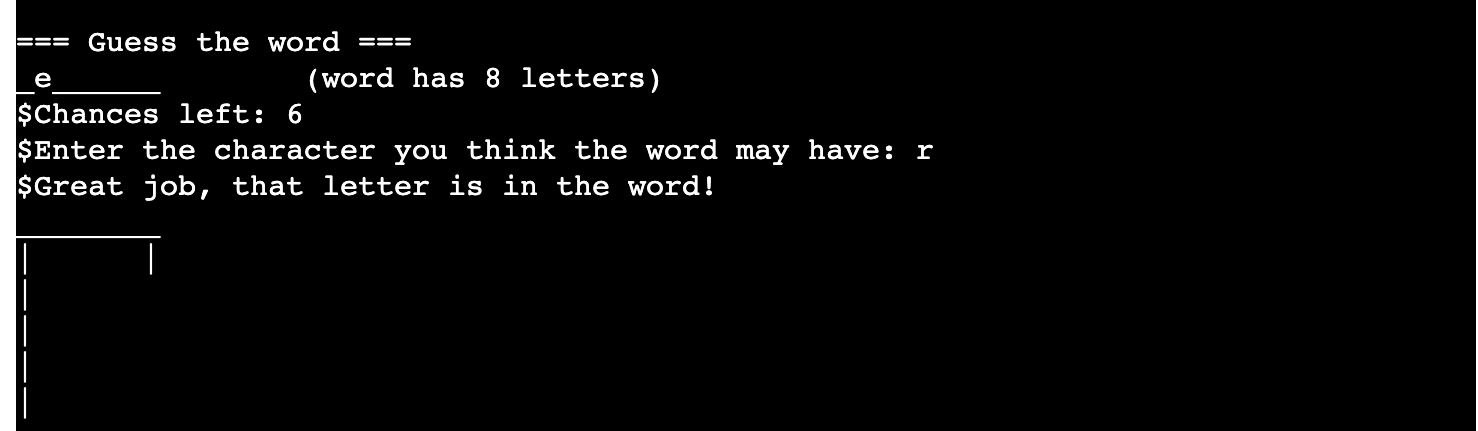 === Guess the word ===
_e______        (word has 8 letters)
$Chances left: 6
$Enter the character you think the word may have: r
$Great job, that letter is in the word!
________
|      |
|
|
|
|